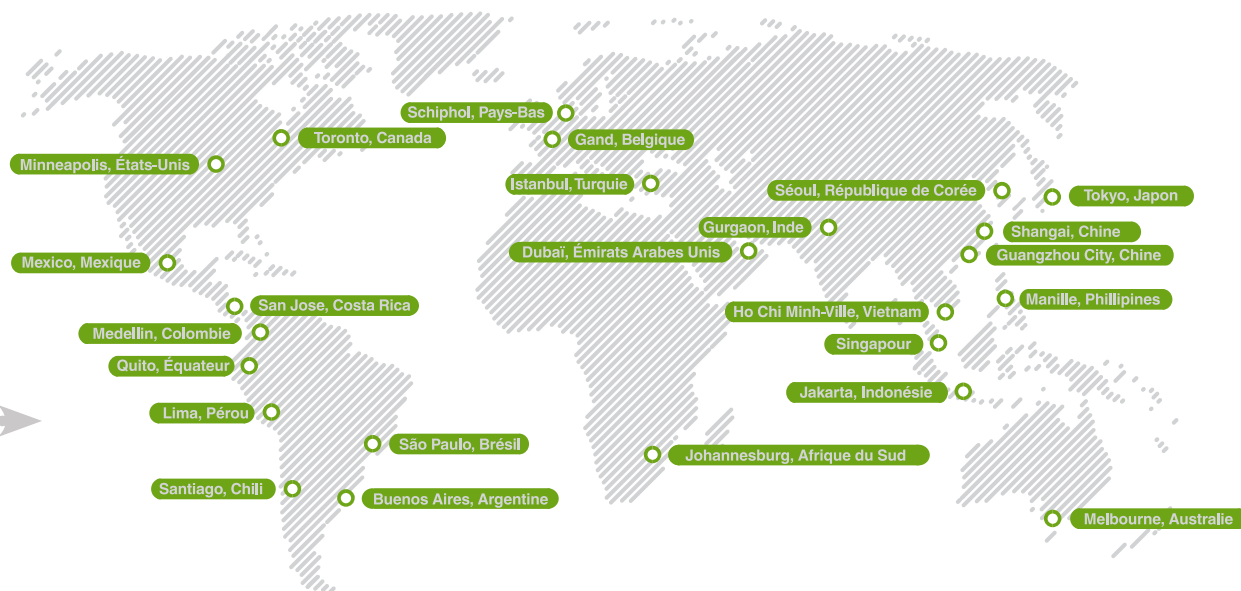 Schiphol, Pays-Bas
Toronto, Canada
Gand, Belgique
Minneapolis, États-Unis
Istanbul, Turquie
Séoul, République de Corée
Tokyo, Japon
Gurgaon, Inde
Shangai, Chine
Dubaï, Émirats Arabes Unis
Guangzhou City, Chine
Mexico, Mexique
San Jose, Costa Rica
Manille, Phillipines
Ho Chi Minh-Ville, Vietnam
Medellin, Colombie
Singapour
Quito, Équateur
Jakarta, Indonésie
Lima, Pérou
São Paulo, Brésil
Johannesburg, Afrique du Sud
Santiago, Chili
Buenos Aires, Argentine
Melbourne, Australie